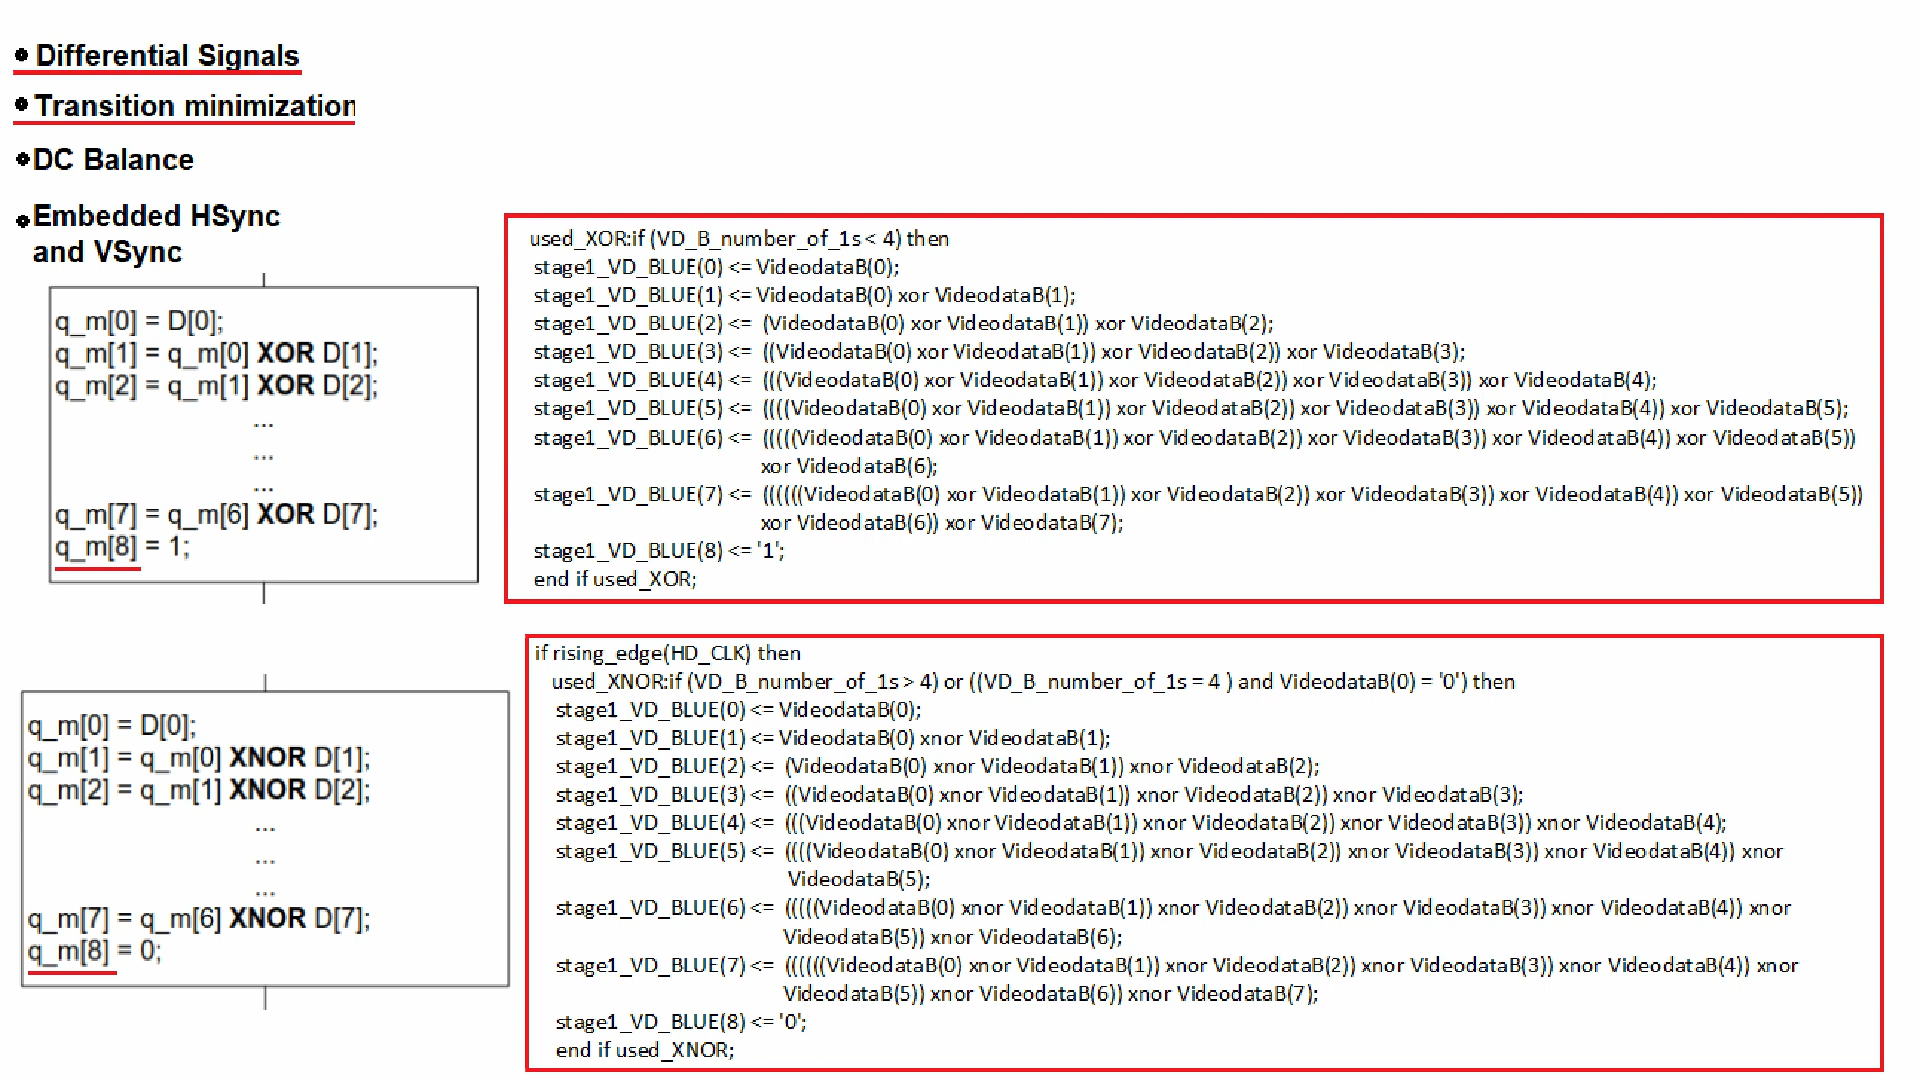 Differential Signals
Transition minimization
DC Balance
Embedded HSync
and VSync
q_m[0] = D[0];
q_m[1] = q_m[0] XOR D[1];
q_m[2] = q_m[1] XOR D[2];
...
...
...
q_m[7] = q_m[6] XOR D[7];
q_m[8] = 1;
used_XOR:if (VD_B_number_of_1s < 4) then
stage1_VD_BLUE(0) <= VideodataB(0);
stage1_VD_BLUE(1) <= VideodataB(0) xor VideodataB(1);
stage1_VD_BLUE(2) <= (VideodataB(0) xor VideodataB(1)) xor VideodataB(2);
stage1_VD_BLUE(3) <= ((VideodataB(0) xor VideodataB(1)) xor VideodataB(2)) xor VideodataB(3);
stage1_VD_BLUE(4) <= (((VideodataB(0) xor VideodataB(1)) xor VideodataB(2)) xor VideodataB(3)) xor VideodataB(4);
stage1_VD_BLUE(5) <= ((((VideodataB(0) xor VideodataB(1)) xor VideodataB(2)) xor VideodataB(3)) xor VideodataB(4)) xor VideodataB(5);
stage1_VD_BLUE(6) <= (((((VideodataB(0) xor VideodataB(1)) xor VideodataB(2)) xor VideodataB(3)) xor VideodataB(4)) xor VideodataB(5))
xor VideodataB(6);
stage1_VD_BLUE(7) <= ((((((VideodataB(0) xor VideodataB(1)) xor VideodataB(2)) xor VideodataB(3)) xor VideodataB(4)) xor VideodataB(5))
xor VideodataB(6)) xor VideodataB(7);
stage1_VD_BLUE(8) <= '1';
end if used_XOR;
q_m[0] = D[0];
q_m[1] = q_m[0] XNOR D[1];
q_m[2] = q_m[1] XNOR D[2];
...
...
...
q_m[7] = q_m[6] XNOR D[7];
q_m[8] = 0;
if rising_edge(HD_CLK) then
used_XNOR:if (VD_B_number_of_1s > 4) or ((VD_B_number_of_1s = 4 ) and VideodataB(0) = '0') then
stage1_VD_BLUE(0) <= VideodataB(0);
stage1_VD_BLUE(1) <= VideodataB(0) xnor VideodataB(1);
stage1_VD_BLUE(2) <= (VideodataB(0) xnor VideodataB(1)) xnor VideodataB(2);
stage1_VD_BLUE(3) <= ((VideodataB(0) xnor VideodataB(1)) xnor VideodataB(2)) xnor VideodataB(3);
stage1_VD_BLUE(4) <= (((VideodataB(0) xnor VideodataB(1)) xnor VideodataB(2)) xnor VideodataB(3)) xnor VideodataB(4);
stage1_VD_BLUE(5) <= ((((VideodataB(0) xnor VideodataB(1)) xnor VideodataB(2)) xnor VideodataB(3)) xnor VideodataB(4)) xnor
VideodataB(5);
stage1_VD_BLUE(6) <= (((((VideodataB(0) xnor VideodataB(1)) xnor VideodataB(2)) xnor VideodataB(3)) xnor VideodataB(4)) xnor
VideodataB(5)) xnor VideodataB(6);
stage1_VD_BLUE(7) <= ((((((VideodataB(0) xnor VideodataB(1)) xnor VideodataB(2)) xnor VideodataB(3)) xnor VideodataB(4)) xnor
VideodataB(5)) xnor VideodataB(6)) xnor VideodataB(7);
stage1_VD_BLUE(8) <= '0';
end if used_XNOR;